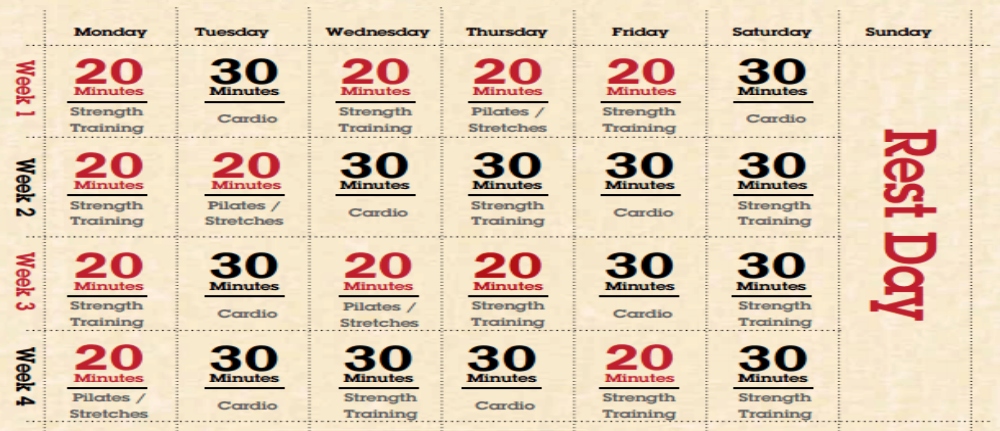 Monday Tuesday Wednesday Thursday Friday Saturday Sunday
Week 1
20 30 20 20 20 30
Minutes Minutes Minutes Minutes Minutes Minutes
Strength Cardio Strength Pilates / Strength Cardio
Training Training Stretches Training
Week 2
20 20 30 30 30 30
Minutes Minutes Minutes Minutes Minutes Minutes
Strength Pilates / Cardio Strength Cardio Strength
Training Stretches Training Training
Week 3
20 30 20 20 30 30
Minutes Minutes Minutes Minutes Minutes Minutes
Strength Cardio Pilates / Strength Cardio Strength
Training Stretches Training Training
Week 4
20 30 30 30 20 30
Minutes Minutes Minutes Minutes Minutes Minutes
Pilates / Cardio Strength Cardio Strength Strength
Stretches Training Training Training
Rest Day